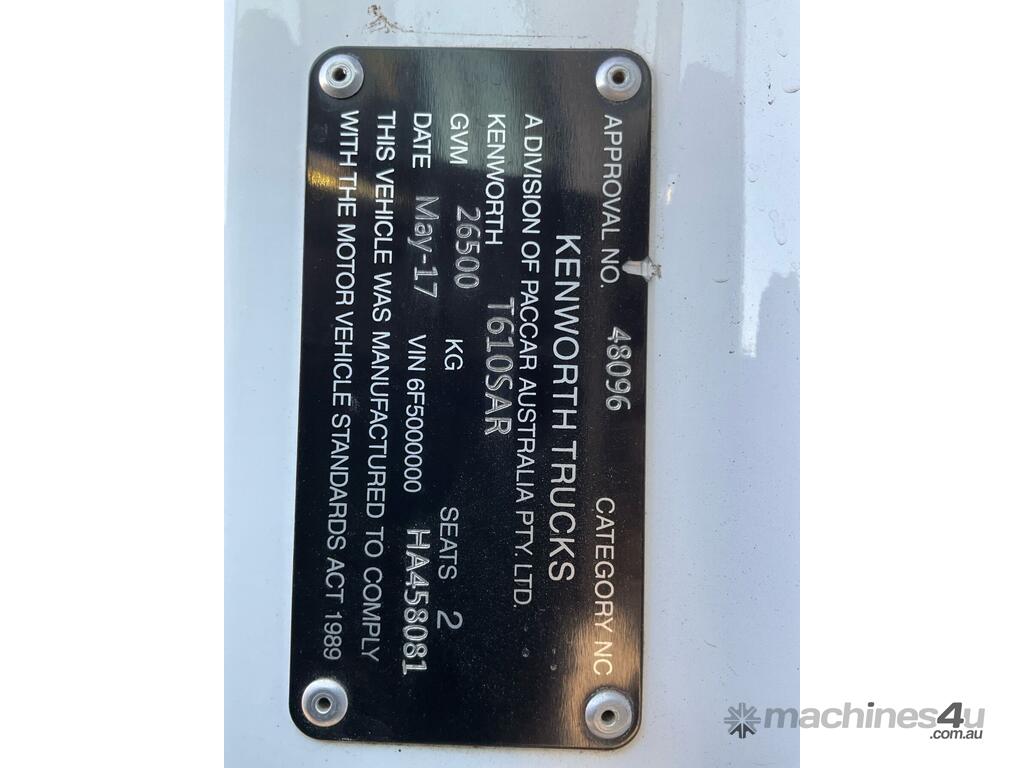 APPROVAL NO. 48096 CATEGORY NC
KENWORTH TRUCKS
A DIVISION OF PACCAR AUSTRALIA PTY. LTD.
KENWORTH T610SAR
GVM 26500 KG SEATS 2
DATE May-17 VIN 6F5000000 HA458081
THIS VEHICLE WAS MANUFACTURED TO COMPLY
WITH THE MOTOR VEHICLE STANDARDS ACT 1989
machines4u
.com.au